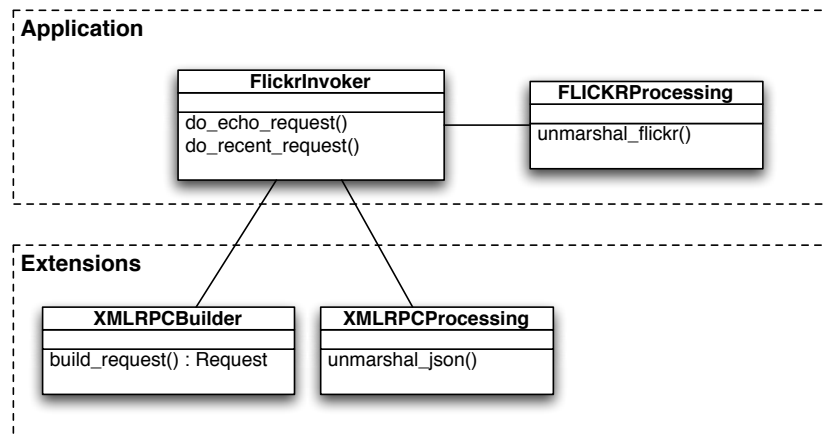 Application
FlickrInvoker
do_echo_request()
do_recent_request()
FLICKRProcessing
unmarshal_flickr()
Extensions
XMLRPCBuilder
build_request() : Request
XMLRPCProcessing
unmarshal_json()